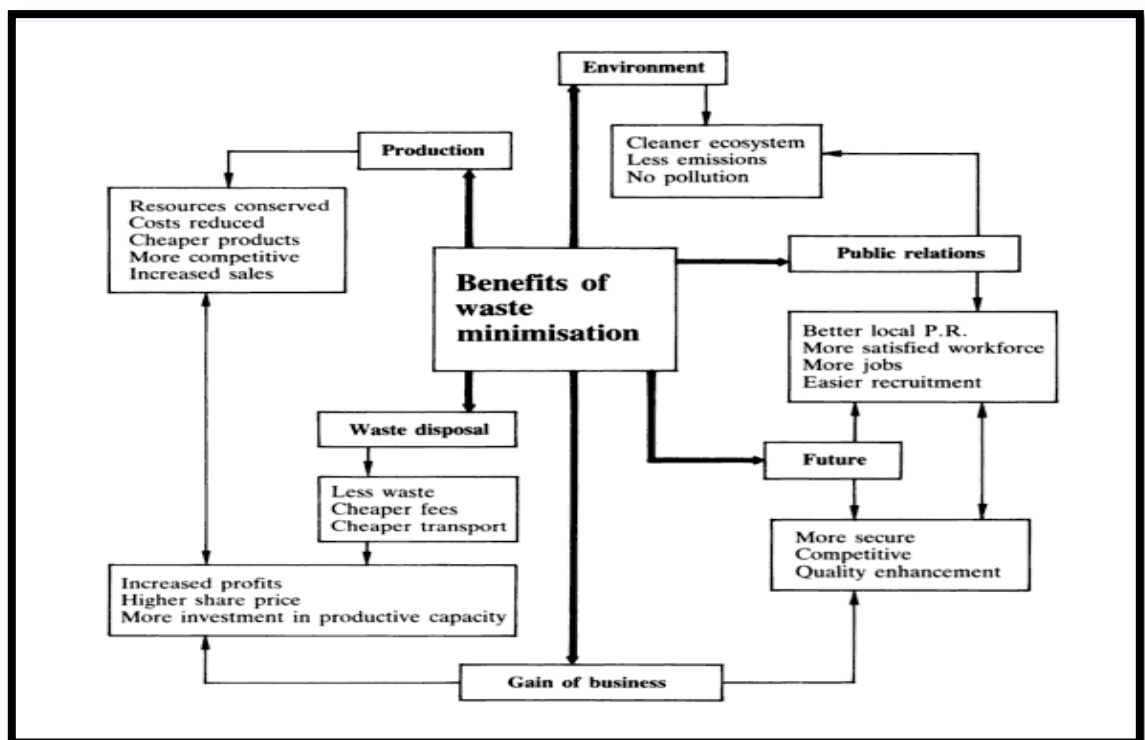 Environment
Cleaner ecosystem
Less emissions
No pollution
Production
Resources conserved
Costs reduced
Cheaper products
More competitive
Increased sales
Public relations
Benefits of
waste
minimisation
Better local P.R.
More satisfied workforce
More jobs
Easier recruitment
Waste disposal
Future
Less waste
Cheaper fees
Cheaper transport
More secure
Competitive
Quality enhancement
Increased profits
Higher share price
More investment in productive capacity
Gain of business